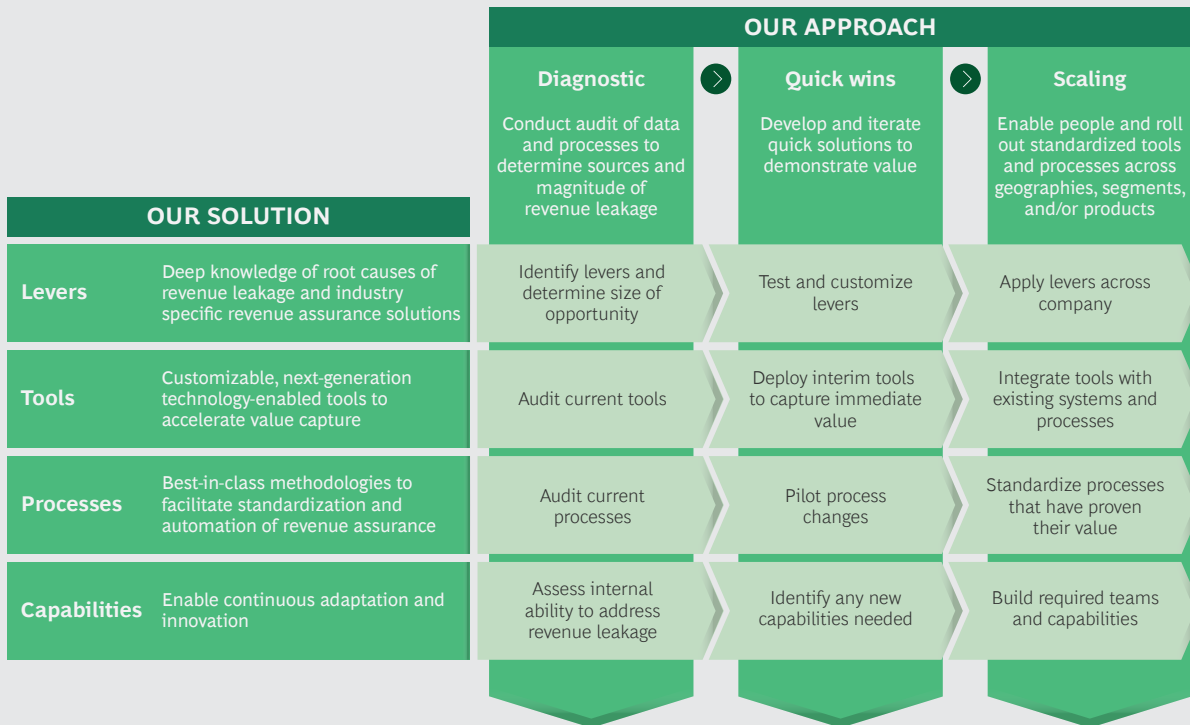 OUR APPROACH
Diagnostic
Conduct audit of data
and processes to
determine sources and
magnitude of
revenue leakage
Quick wins
Develop and iterate
quick solutions to
demonstrate value
Scaling
Enable people and roll
out standardized tools
and processes across
geographies, segments,
and/or products
OUR SOLUTION
Levers
Deep knowledge of root causes of
revenue leakage and industry
specific revenue assurance solutions
Identify levers and
determine size of
opportunity
Test and customize
levers
Apply levers across
company
Tools
Customizable, next-generation
technology-enabled tools to
accelerate value capture
Audit current tools
Deploy interim tools
to capture immediate
value
Integrate tools with
existing systems and
processes
Processes
Best-in-class methodologies to
facilitate standardization and
automation of revenue assurance
Audit current
processes
Pilot process
changes
Standardize processes
that have proven
their value
Capabilities
Enable continuous adaptation and
innovation
Assess internal
ability to address
revenue leakage
Identify any new
capabilities needed
Build required teams
and capabilities